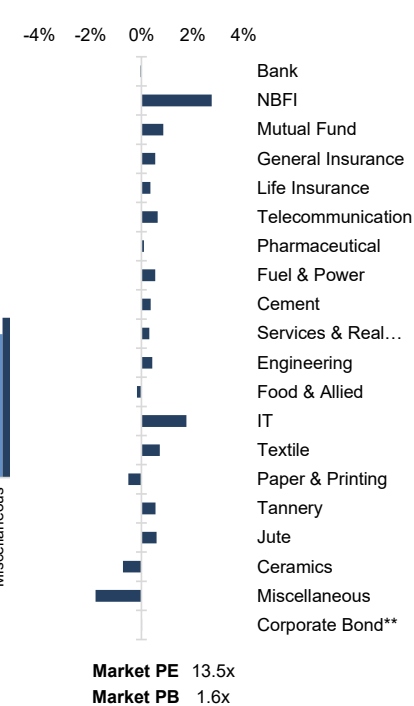 -4% -2% 0% 2% 4%
Bank
NBFI
Mutual Fund
General Insurance
Life Insurance
Telecommunication
Pharmaceutical
Fuel & Power
Cement
Services & Real…
Engineering
Food & Allied
IT
Textile
Paper & Printing
Tannery
Jute
Ceramics
Miscellaneous
Corporate Bond**
Market PE 13.5x
Market PB 1.6x